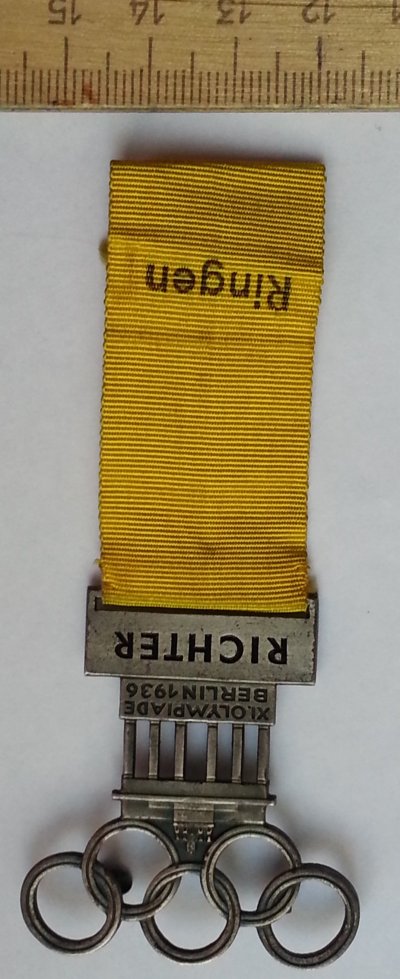 Ringen
RICHTER
XI.OLYMPIADE
BERLIN 1936
15 14 13 12